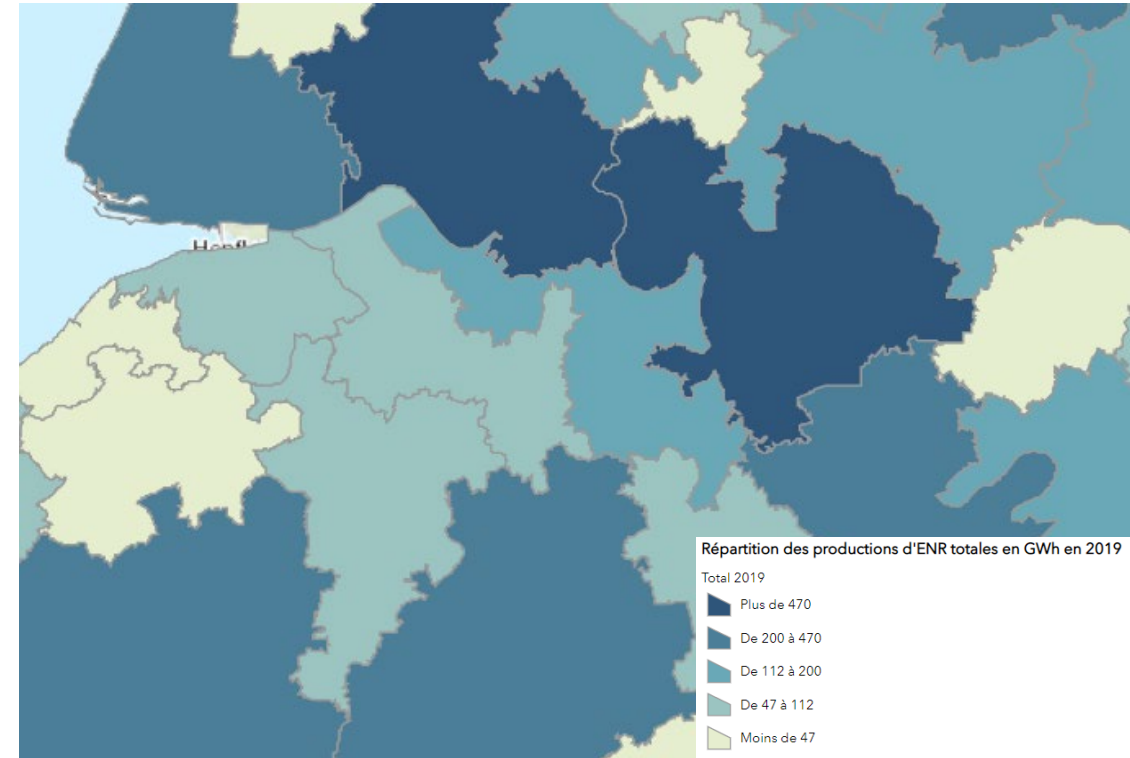 Répartition des productions d'ENR totales en GWh en 2019
Total 2019
Plus de 470
De 200 à 470
De 112 à 200
De 47 à 112
Moins de 47